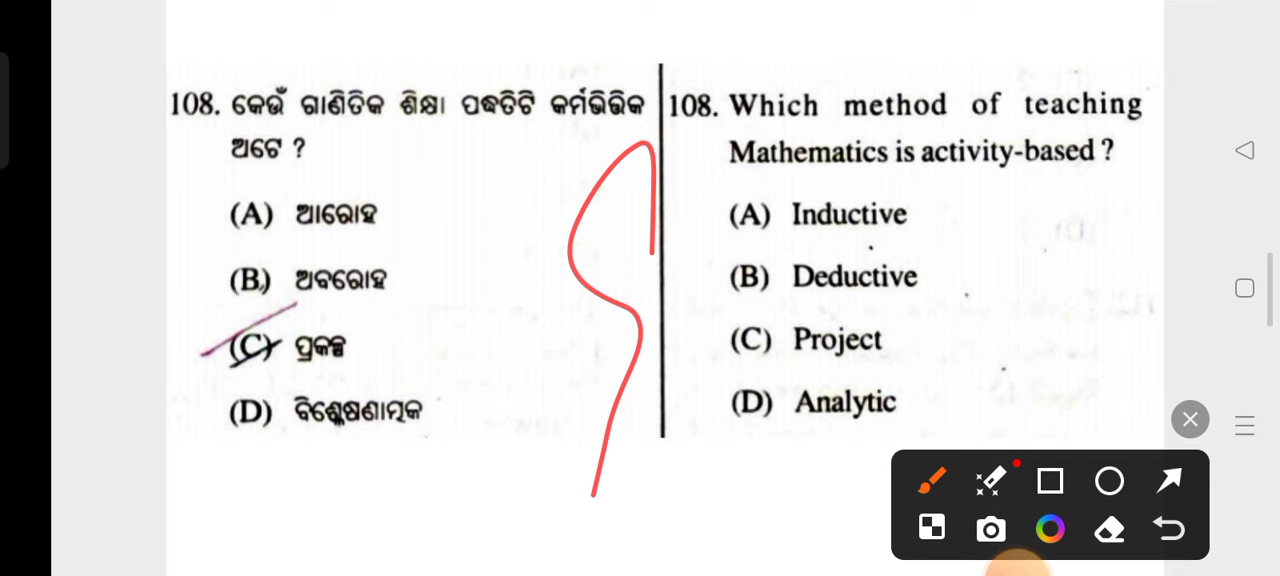 108. କେଉଁ ଗାଣିତିକ ଶିକ୍ଷା ପଦ୍ଧତିଟି କର୍ମଭିତ୍ତିକ
ଅଟେ ?
(A) ଆରୋହ
(B) ଅବରୋହ
(C) ପ୍ରକଳ୍ପ
(D) ବିଶ୍ଳେଷଣାତ୍ମକ
108. Which method of teaching
Mathematics is activity-based ?
(A) Inductive
(B) Deductive
(C) Project
(D) Analytic